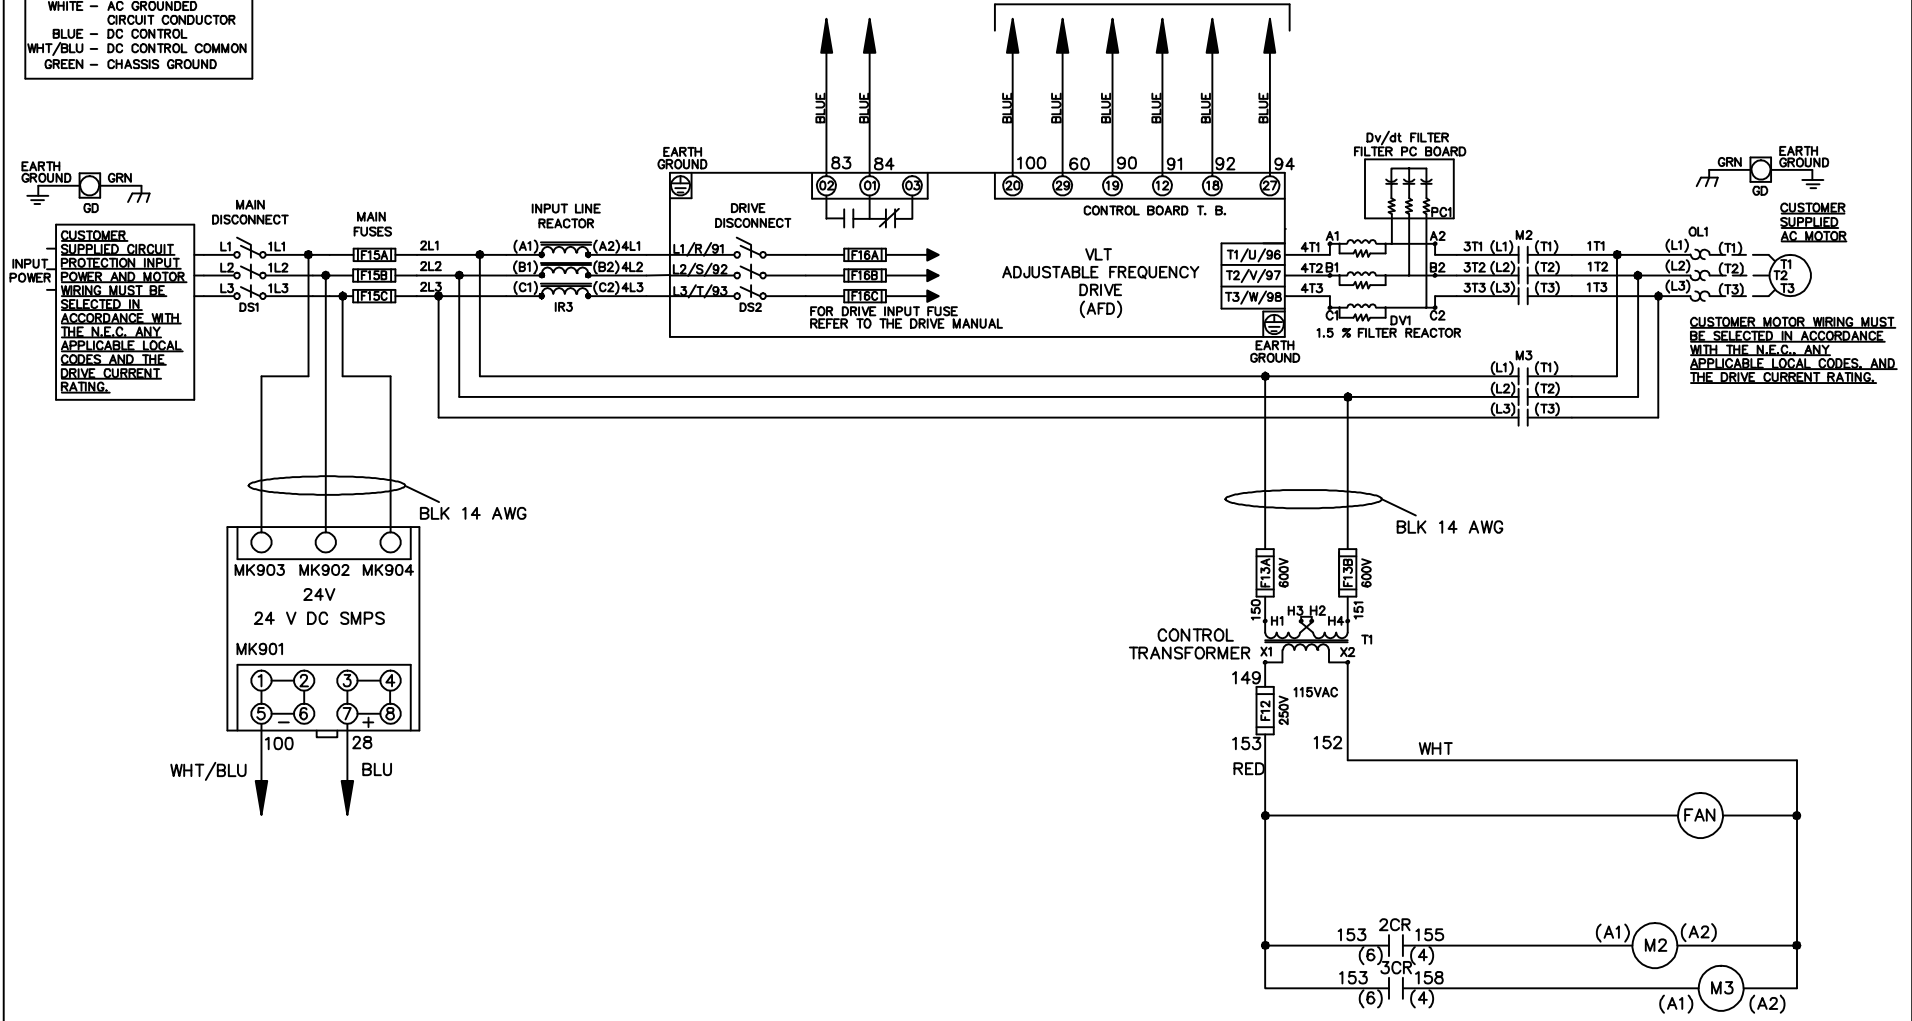 WHITE – AC GROUNDED
CIRCUIT CONDUCTOR
BLUE – DC CONTROL
WHT/BLU – DC CONTROL COMMON
GREEN – CHASSIS GROUND
BLUE
BLUE
BLUE
BLUE
BLUE
BLUE
BLUE
BLUE
83
84
100
60
90
91
92
94
02
01
03
20
29
19
12
18
27
CONTROL BOARD T. B.
EARTH
GROUND
GRN
GD
INPUT
POWER
CUSTOMER
SUPPLIED CIRCUIT
PROTECTION INPUT
POWER AND MOTOR
WIRING MUST BE
SELECTED IN
ACCORDANCE WITH
THE N.E.C. ANY
APPLICABLE LOCAL
CODES AND THE
DRIVE CURRENT
RATING.
MAIN
DISCONNECT
L1 1L1
L2 1L2
L3 1L3
DS1
MAIN
FUSES
F15A
F15B
F15C
2L1
2L2
2L3
INPUT LINE
REACTOR
(A1) (A2) 4L1
(B1) (B2) 4L2
(C1) (C2) 4L3
IR3
EARTH
GROUND
L1/R/91
L2/S/92
L3/T/93
DRIVE
DISCONNECT
DS2
F16A
F16B
F16C
FOR DRIVE INPUT FUSE
REFER TO THE DRIVE MANUAL
VLT
ADJUSTABLE FREQUENCY
DRIVE
(AFD)
T1/U/96
T2/V/97
T3/W/98
EARTH
GROUND
Dv/dt FILTER
FILTER PC BOARD
PC1
4T1 A1 A2
4T2 B1 B2
4T3 C1 C2
DV1
1.5 % FILTER REACTOR
M2
3T1 (L1) (T1) 1T1
3T2 (L2) (T2) 1T2
3T3 (L3) (T3) 1T3
M3
(L1) (T1)
(L2) (T2)
(L3) (T3)
OL1
(L1) (T1)
(L2) (T2)
(L3) (T3)
T1
T2
T3
GRN
GD
EARTH
GROUND
CUSTOMER
SUPPLIED
AC MOTOR
CUSTOMER MOTOR WIRING MUST
BE SELECTED IN ACCORDANCE
WITH THE N.E.C.. ANY
APPLICABLE LOCAL CODES. AND
THE DRIVE CURRENT RATING.
BLK 14 AWG
MK903 MK902 MK904
24V
24 V DC SMPS
MK901
1 2 3 4
5 – 6 7 + 8
100
28
WHT/BLU
BLU
BLK 14 AWG
F13A
600V
F13B
600V
150
151
H1 H3 H2 H4
T1
CONTROL
TRANSFORMER
X1 X2
149
115VAC
F12
250V
153
152
WHT
RED
FAN
2CR
153 155
(6) (4)
(A1) M2 (A2)
3CR
153 158
(6) (4)
(A1) M3 (A2)